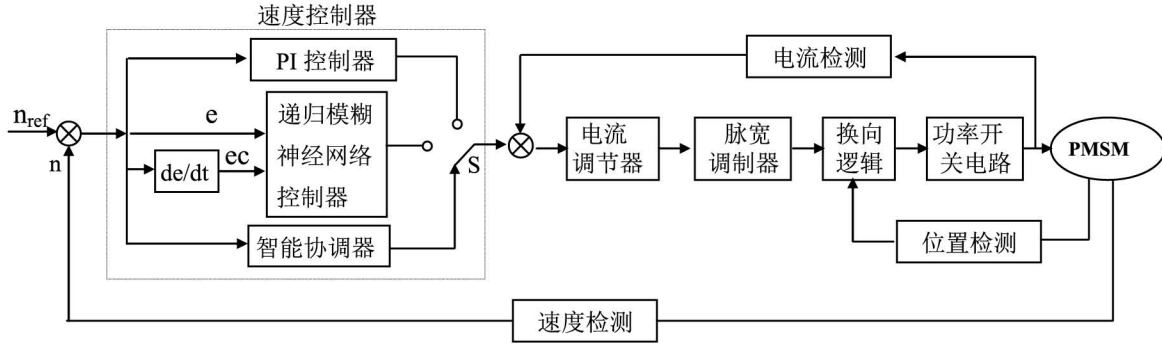 速度控制器
PI 控制器
电流检测
n_ref
e
递归模糊
神经网络
控制器
n
de/dt
ec
S
电流
调节器
脉宽
调制器
换向
逻辑
功率开
关电路
PMSM
智能协调器
位置检测
速度检测